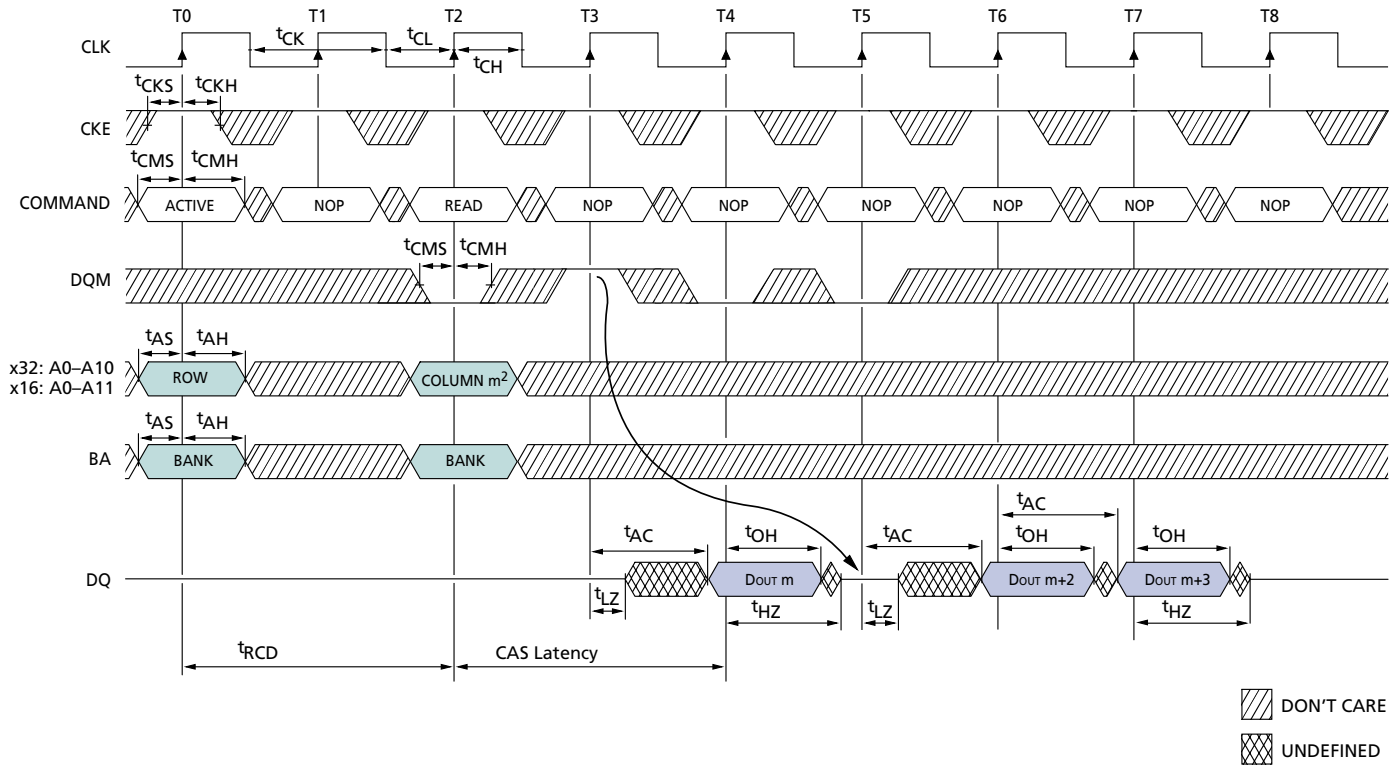 T0 T1 T2 T3 T4 T5 T6 T7 T8
CLK
tCK tCL
tCH
tCKS tCKH
CKE
tCMS tCMH
COMMAND ACTIVE NOP READ NOP NOP NOP NOP NOP NOP
tCMS tCMH
DQM
tAS tAH
x32: A0–A10
x16: A0–A11
ROW COLUMN m2
tAS tAH
BA BANK BANK
tAC
tAC tOH tAC tOH tOH
DQ DOUT m DOUT m+2 DOUT m+3
tLZ tHZ tLZ tHZ
tRCD CAS Latency
DON'T CARE
UNDEFINED